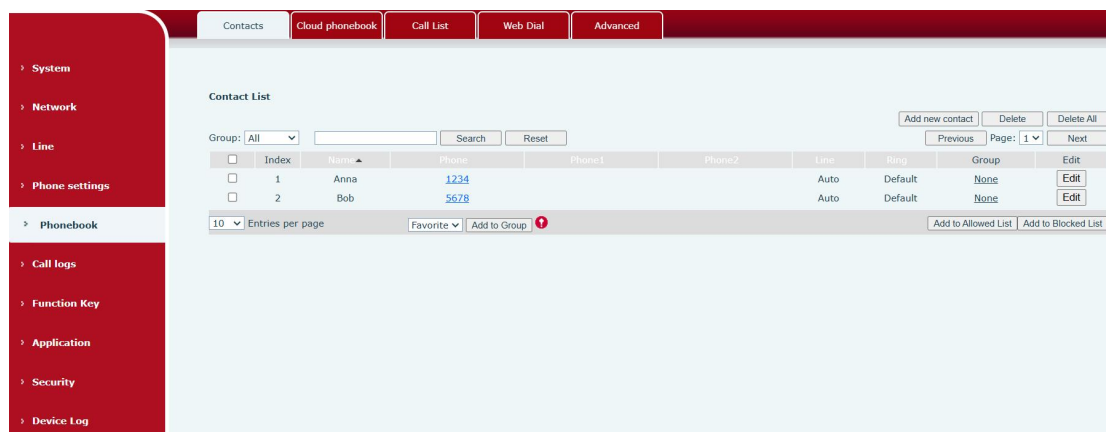 Contacts Cloud phonebook Call List Web Dial Advanced
› System
› Network
› Line
› Phone settings
› Phonebook
› Call logs
› Function Key
› Application
› Security
› Device Log
Contact List
Add new contact Delete Delete All
Group: All Search Reset Previous Page: 1 Next
Index Name▲ Phone Phone1 Phone2 Line Ring Group Edit
1 Anna 1234 Auto Default None Edit
2 Bob 5678 Auto Default None Edit
10 Entries per page Favorite Add to Group Add to Allowed List Add to Blocked List